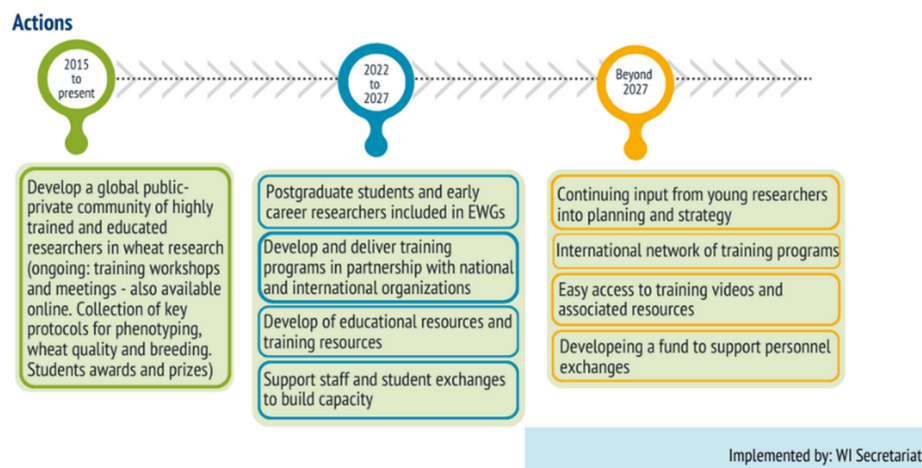 Actions
2015
to
present
2022
to
2027
Beyond
2027
Develop a global public-
private community of highly
trained and educated
researchers in wheat research
(ongoing: training workshops
and meetings - also available
online. Collection of key
protocols for phenotyping,
wheat quality and breeding.
Students awards and prizes)
Postgraduate students and early
career researchers included in EWGs
Develop and deliver training
programs in partnership with national
and international organizations
Develop of educational resources and
training resources
Support staff and student exchanges
to build capacity
Continuing input from young researchers
into planning and strategy
International network of training programs
Easy access to training videos and
associated resources
Developeing a fund to support personnel
exchanges
Implemented by: WI Secretariat